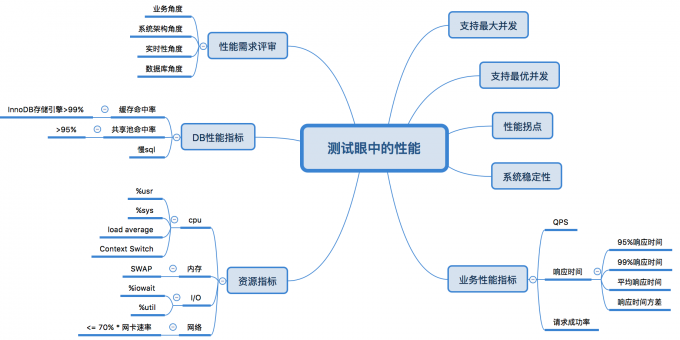 测试眼中的性能
性能需求评审
业务角度
系统架构角度
实时性角度
数据库角度
DB性能指标
缓存命中率
InnoDB存储引擎>99%
共享池命中率
>95%
慢sql
资源指标
cpu
%usr
%sys
load average
Context Switch
内存
SWAP
I/O
%iowait
%util
网络
<= 70% * 网卡速率
支持最大并发
支持最优并发
性能拐点
系统稳定性
业务性能指标
QPS
响应时间
95%响应时间
99%响应时间
平均响应时间
响应时间方差
请求成功率